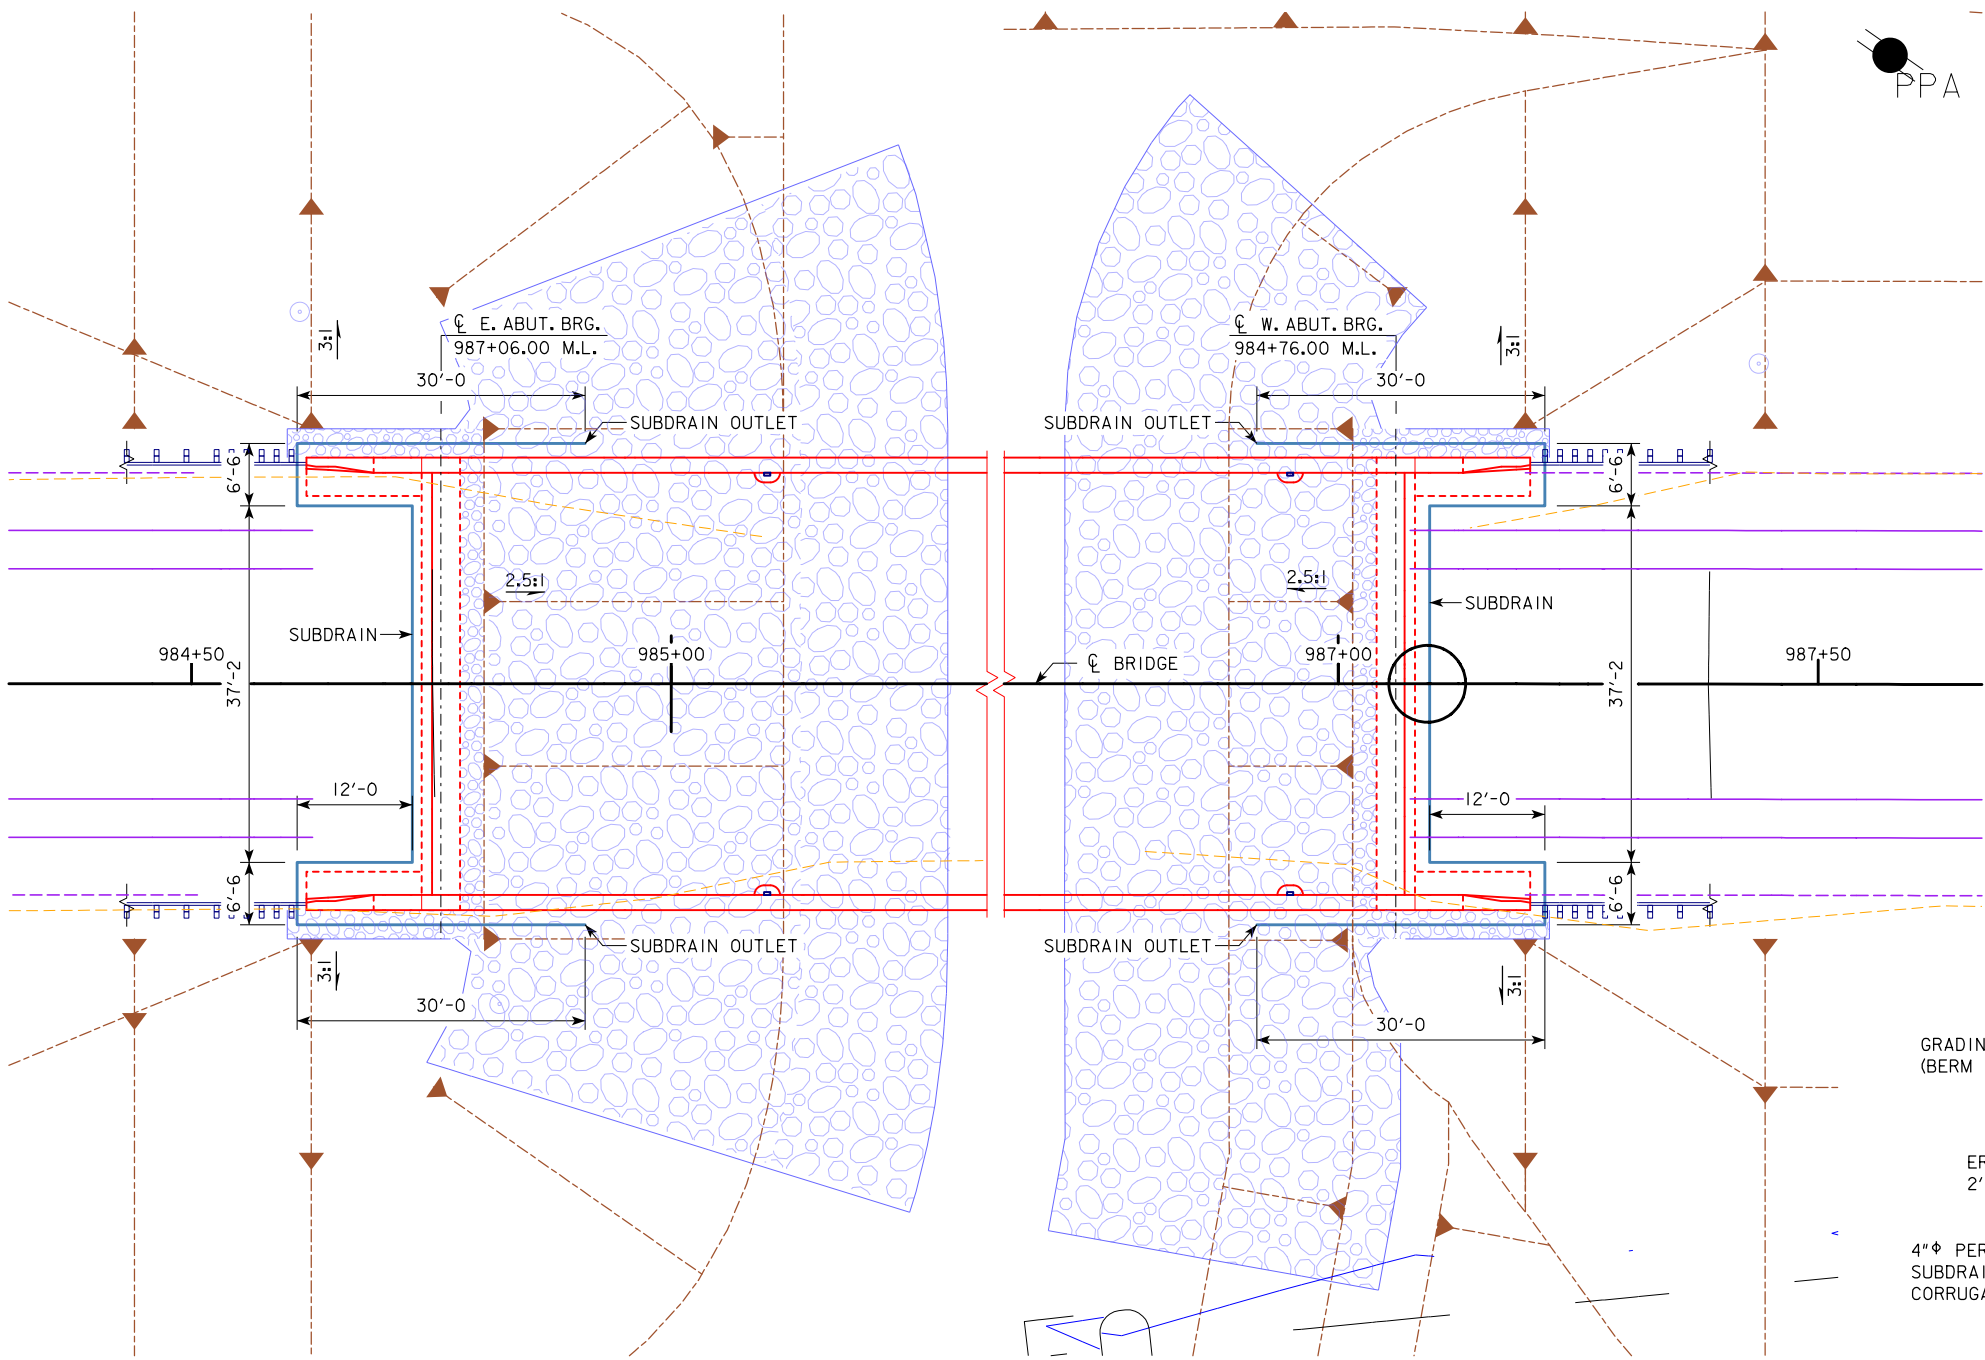 PPA
℄ E. ABUT. BRG.
987+06.00 M.L.
℄ W. ABUT. BRG.
984+76.00 M.L.
3:1
3:1
30'-0
30'-0
SUBDRAIN OUTLET
SUBDRAIN OUTLET
6'-6
6'-6
2.5:1
2.5:1
SUBDRAIN
SUBDRAIN
984+50
985+00
℄ BRIDGE
987+00
987+50
37'-2
37'-2
12'-0
12'-0
6'-6
6'-6
SUBDRAIN OUTLET
SUBDRAIN OUTLET
3:1
3:1
30'-0
30'-0
GRADIN
(BERM
ER
2'
4"Φ PER
SUBDRAI
CORRUGA